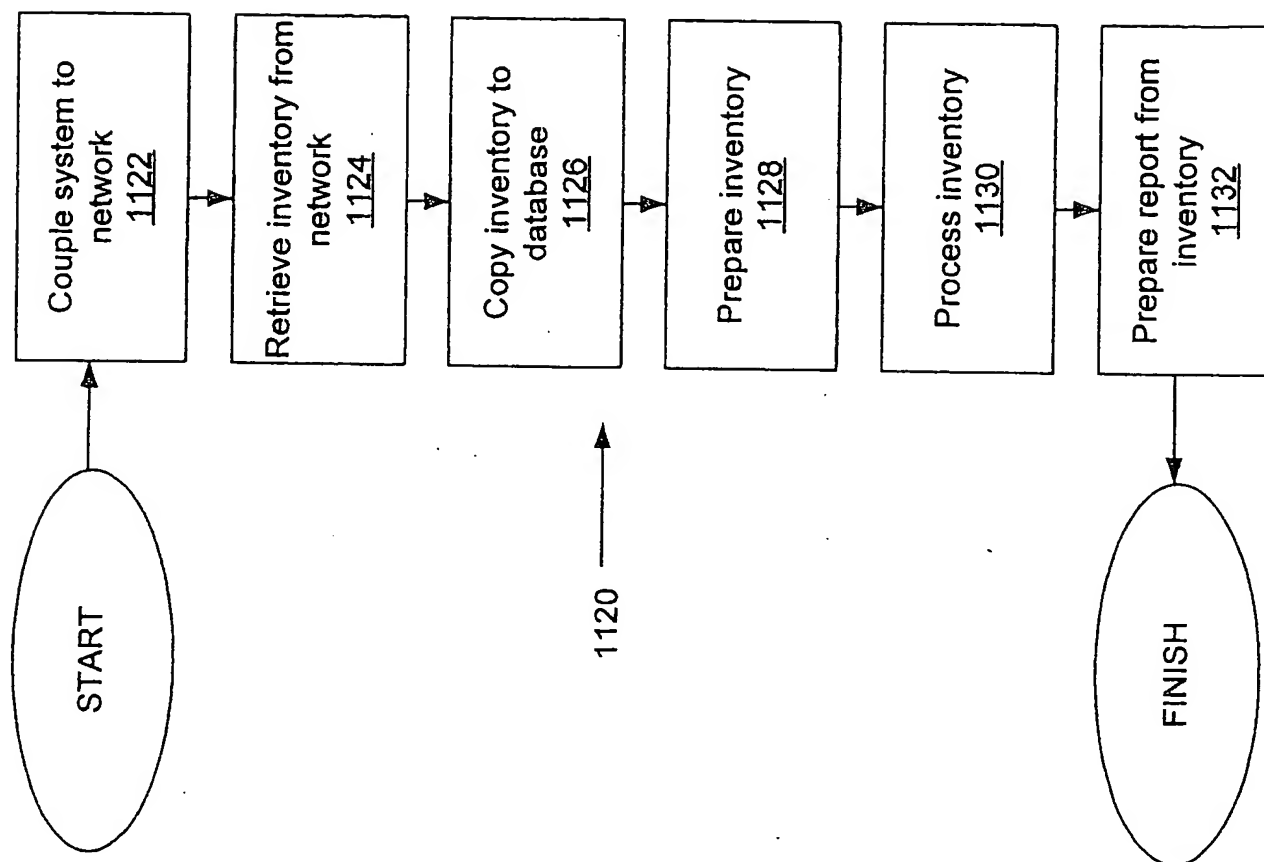 START
Couple system to
network
1122
Retrieve inventory from
network
1124
Copy inventory to
database
1126
1120
Prepare inventory
1128
Process inventory
1130
Prepare report from
inventory
1132
FINISH